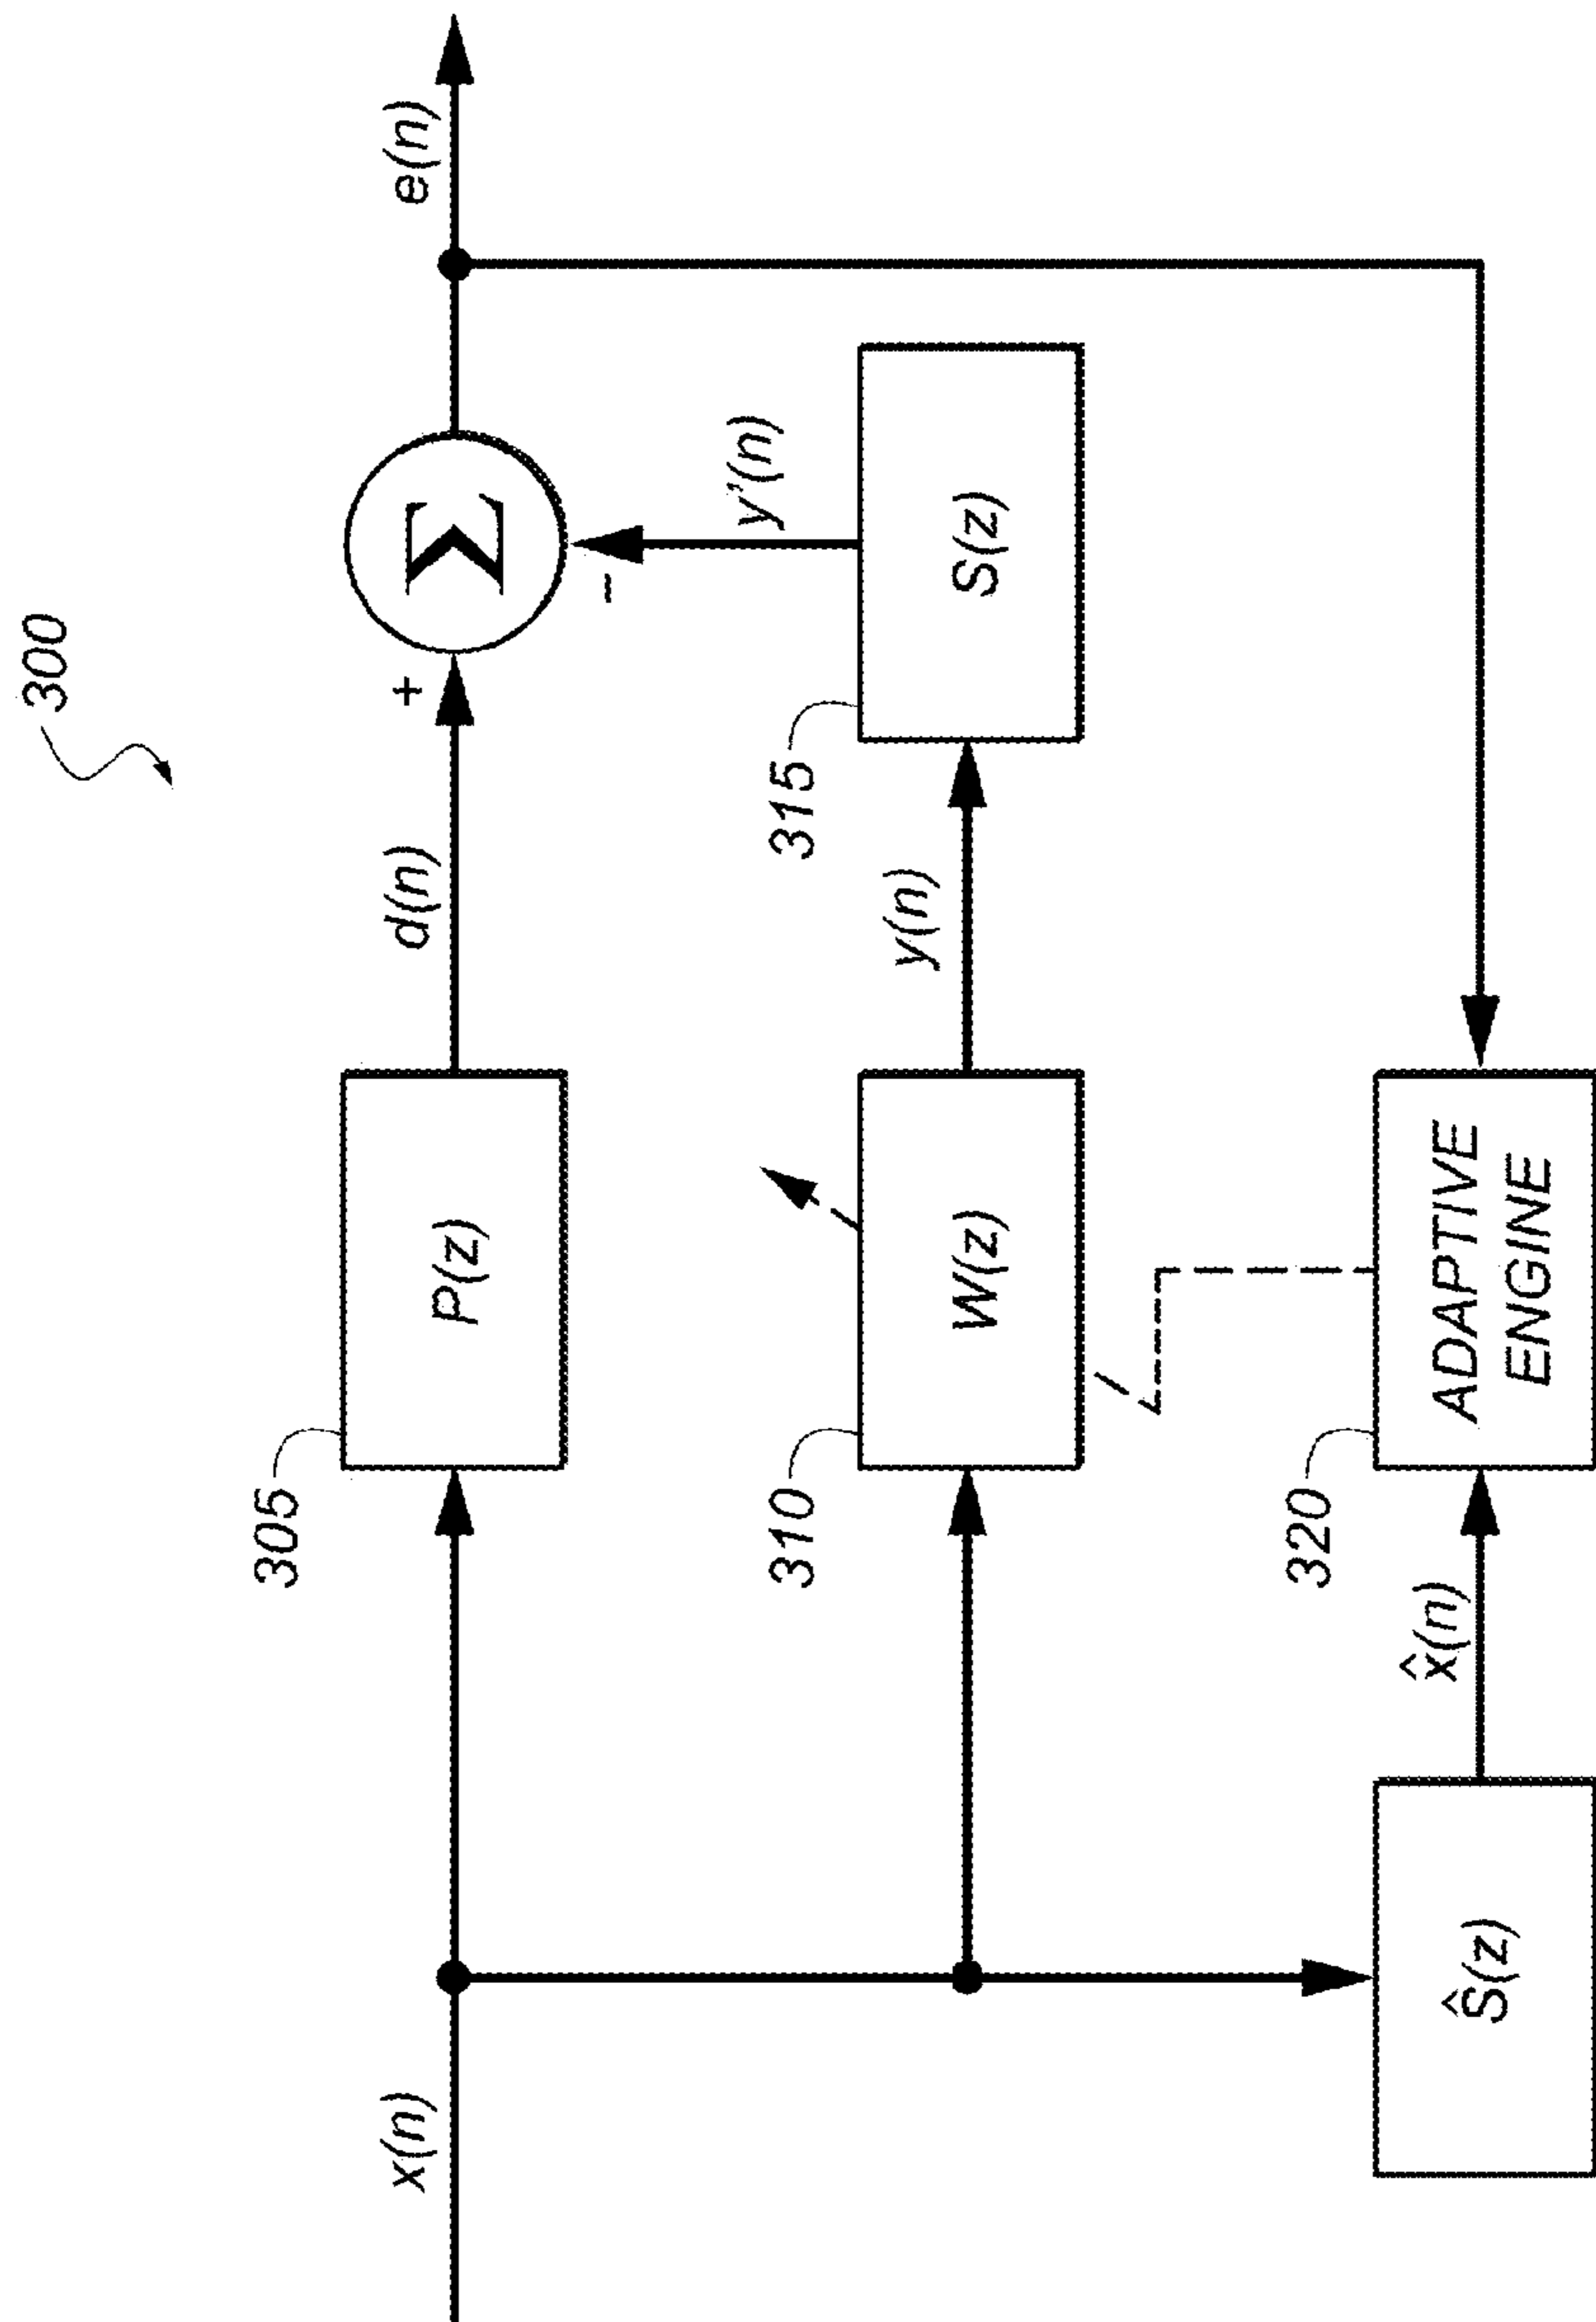 300
x(n)
305
P(z)
d(n)
+
Σ
e(n)
-
y'(n)
310
W(z)
y(n)
315
S(z)
Ŝ(z)
x̂(n)
320
ADAPTIVE
ENGINE